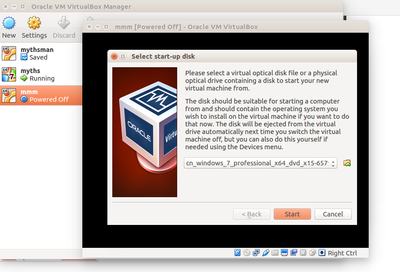 Oracle VM VirtualBox Manager
New
Settings
Discard
mmm [Powered Off] - Oracle VM VirtualBox
mythsman
Saved
myths
Running
mmm
Powered Off
Select start-up disk
Please select a virtual optical disk file or a physical
optical drive containing a disk to start your new
virtual machine from.
The disk should be suitable for starting a computer
from and should contain the operating system you
wish to install on the virtual machine if you want to do
that now. The disk will be ejected from the virtual
drive automatically next time you switch the virtual
machine off, but you can also do this yourself if
needed using the Devices menu.
cn_windows_7_professional_x64_dvd_x15-657
ORACLE
VM
VirtualBox
< Back
Start
Cancel
Right Ctrl